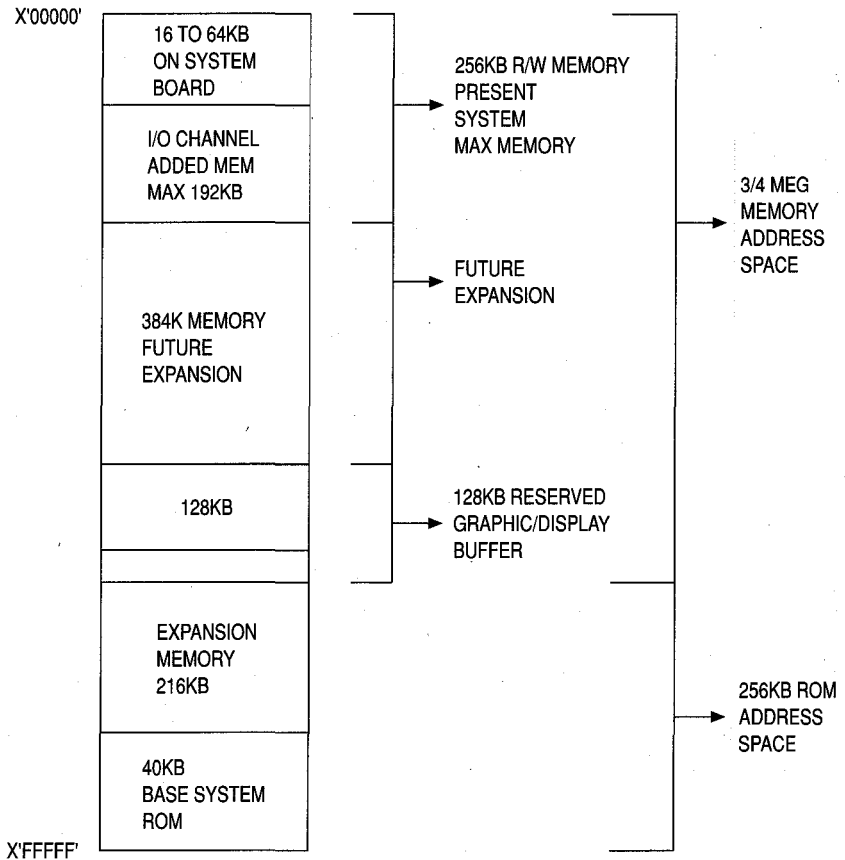 X'00000'
16 TO 64KB
ON SYSTEM
BOARD
I/O CHANNEL
ADDED MEM
MAX 192KB
384K MEMORY
FUTURE
EXPANSION
128KB
EXPANSION
MEMORY
216KB
40KB
BASE SYSTEM
ROM
X'FFFFF'
256KB R/W MEMORY
PRESENT
SYSTEM
MAX MEMORY
FUTURE
EXPANSION
128KB RESERVED
GRAPHIC/DISPLAY
BUFFER
3/4 MEG
MEMORY
ADDRESS
SPACE
256KB ROM
ADDRESS
SPACE